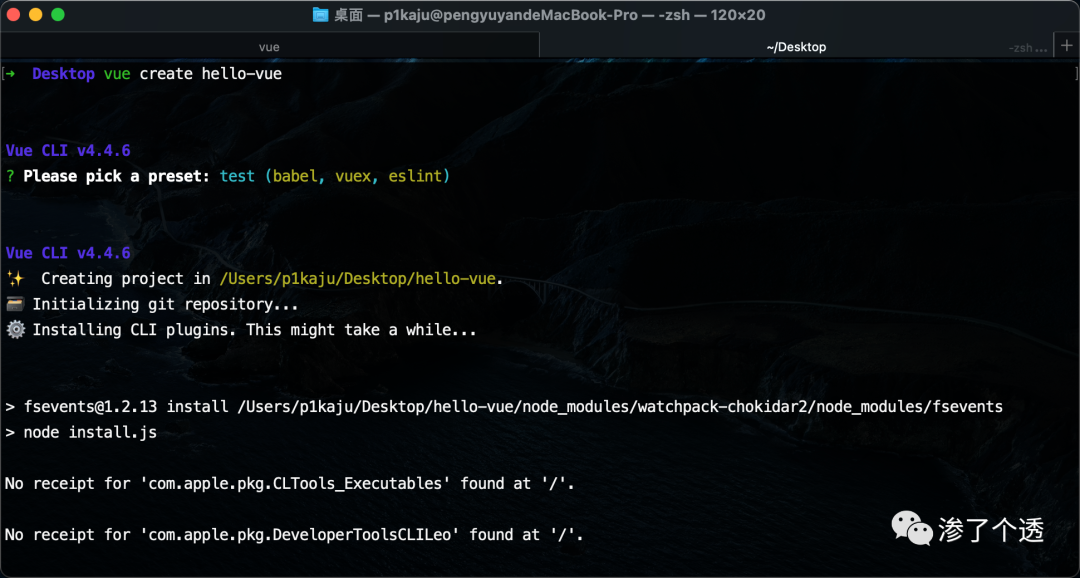 桌面 — p1kaju@pengyuyandeMacBook-Pro — -zsh — 120×20
vue
~/Desktop
-zsh ...
+
[➜ Desktop vue create hello-vue ]
Vue CLI v4.4.6
? Please pick a preset: test (babel, vuex, eslint)
Vue CLI v4.4.6
✨ Creating project in /Users/p1kaju/Desktop/hello-vue.
🗃 Initializing git repository...
⚙️ Installing CLI plugins. This might take a while...
> fsevents@1.2.13 install /Users/p1kaju/Desktop/hello-vue/node_modules/watchpack-chokidar2/node_modules/fsevents
> node install.js
No receipt for 'com.apple.pkg.CLTools_Executables' found at '/'.
No receipt for 'com.apple.pkg.DeveloperToolsCLILeo' found at '/'.
渗了个透